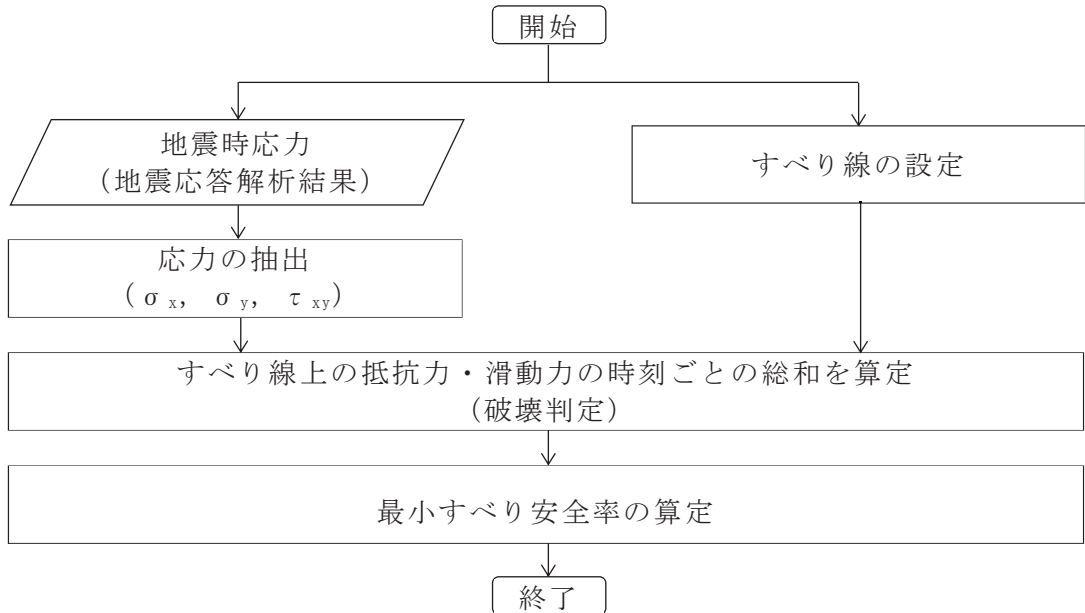 開始
地震時応力
（地震応答解析結果）
すべり線の設定
応力の抽出
（σx, σy, τxy）
すべり線上の抵抗力・滑動力の時刻ごとの総和を算定
（破壊判定）
最小すべり安全率の算定
終了